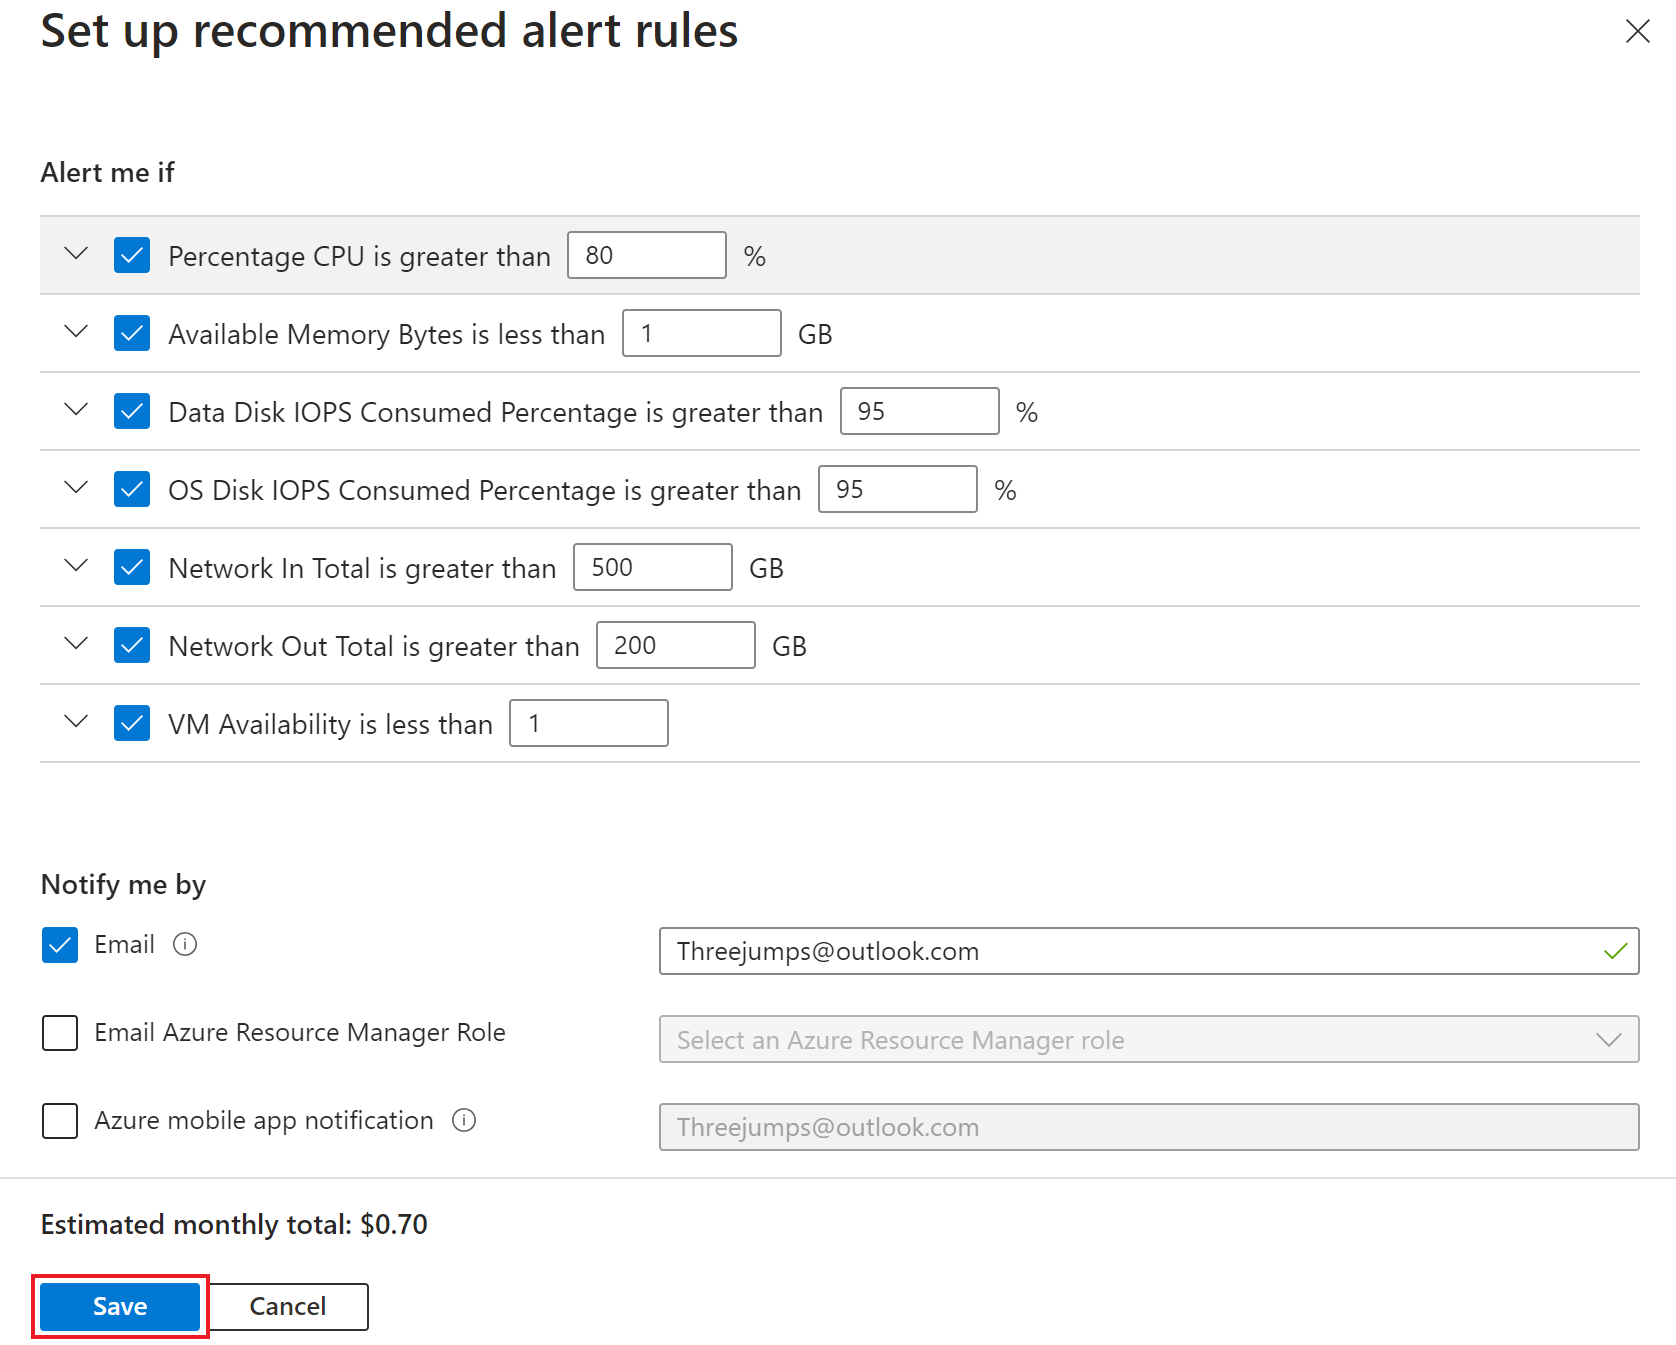 Set up recommended alert rules
Alert me if
Percentage CPU is greater than 80 %
Available Memory Bytes is less than 1 GB
Data Disk IOPS Consumed Percentage is greater than 95 %
OS Disk IOPS Consumed Percentage is greater than 95 %
Network In Total is greater than 500 GB
Network Out Total is greater than 200 GB
VM Availability is less than 1
Notify me by
Email Threejumps@outlook.com
Email Azure Resource Manager Role Select an Azure Resource Manager role
Azure mobile app notification Threejumps@outlook.com
Estimated monthly total: $0.70
Save Cancel